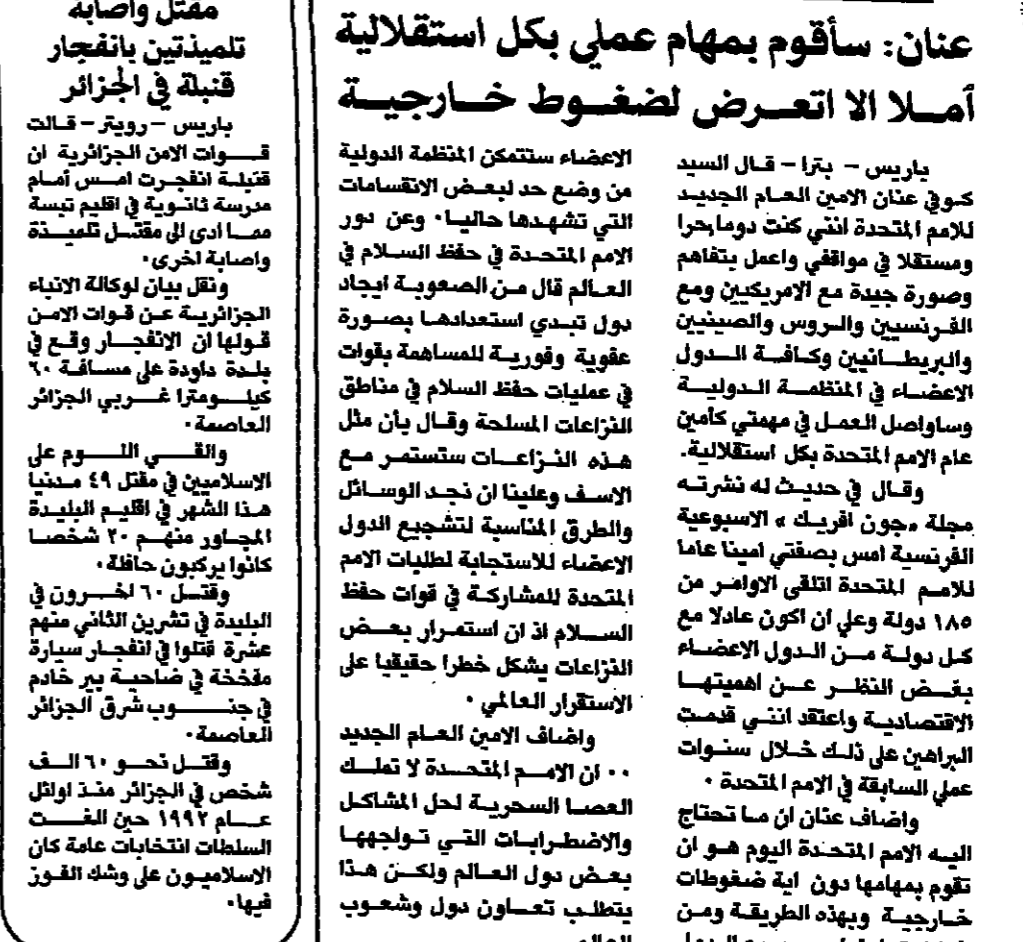 عنان: سأقوم بمهام عملي بكل استقلالية
آملا الا اتعرض لضغوط خارجية
باريس - بترا - قال السيد
كوفي عنان الامين العام الجديد
للامم المتحدة انني كنت دوما حرا
ومستقلا في مواقفي واعمل بتفاهم
وصورة جيدة مع الامريكيين ومع
الفرنسيين والروس والصينيين
والبريطانيين وكافة الدول
الاعضاء في المنظمة الدولية
وساواصل العمل في مهمتي كأمين
عام الامم المتحدة بكل استقلالية.
وقال في حديث له نشرته
مجلة «جون افريك» الاسبوعية
الفرنسية امس بصفتي امينا عاما
للامم المتحدة اتلقى الاوامر من
١٨٥ دولة وعلي ان اكون عادلا مع
كل دولة من الدول الاعضاء
بغض النظر عن اهميتها
الاقتصادية واعتقد انني قدمت
البراهين على ذلك خلال سنوات
عملي السابقة في الامم المتحدة .
واضاف عنان ان ما تحتاج
اليه الامم المتحدة اليوم هو ان
تقوم بمهامها دون اية ضغوطات
خارجية وبهذه الطريقة ومن
الاعضاء ستتمكن المنظمة الدولية
من وضع حد لبعض الانقسامات
التي تشهدها حاليا. وعن دور
الامم المتحدة في حفظ السلام في
العالم قال من الصعوبة ايجاد
دول تبدي استعدادها بصورة
عفوية وفورية للمساهمة بقوات
في عمليات حفظ السلام في مناطق
النزاعات المسلحة وقال بأن مثل
هذه النزاعات ستستمر مع
الاسف وعلينا ان نجد الوسائل
والطرق المناسبة لتشجيع الدول
الاعضاء للاستجابة لطلبات الامم
المتحدة للمشاركة في قوات حفظ
السلام اذ ان استمرار بعض
النزاعات يشكل خطرا حقيقيا على
الاستقرار العالمي .
واضاف الامين العام الجديد
.. ان الامم المتحدة لا تملك
العصا السحرية لحل المشاكل
والاضطرابات التي تواجهها
بعض دول العالم ولكن هذا
يتطلب تعاون دول وشعوب
العالم
مقتل واصابة
تلميذتين بانفجار
قنبلة في الجزائر
باريس - رويتر - قالت
قوات الامن الجزائرية ان
قنبلة انفجرت امس أمام
مدرسة ثانوية في اقليم تبسة
مما ادى الى مقتل تلميذة
واصابة اخرى.
ونقل بيان لوكالة الانباء
الجزائرية عن قوات الامن
قولها ان الانفجار وقع في
بلدة داودة على مسافة ٦٠
كيلومترا غربي الجزائر
العاصمة.
والقي اللوم على
الاسلاميين في مقتل ٤٩ مدنيا
هذا الشهر في اقليم البليدة
المجاور منهم ٢٠ شخصا
كانوا يركبون حافلة.
وقتل ٦٠ اخرون في
البليدة في تشرين الثاني منهم
عشرة قتلوا في انفجار سيارة
مفخخة في ضاحية بير خادم
في جنوب شرق الجزائر
العاصمة.
وقتل نحو ٦٠ الف
شخص في الجزائر منذ اوائل
عام ١٩٩٢ حين الغت
السلطات انتخابات عامة كان
الاسلاميون على وشك الفوز
فيها.